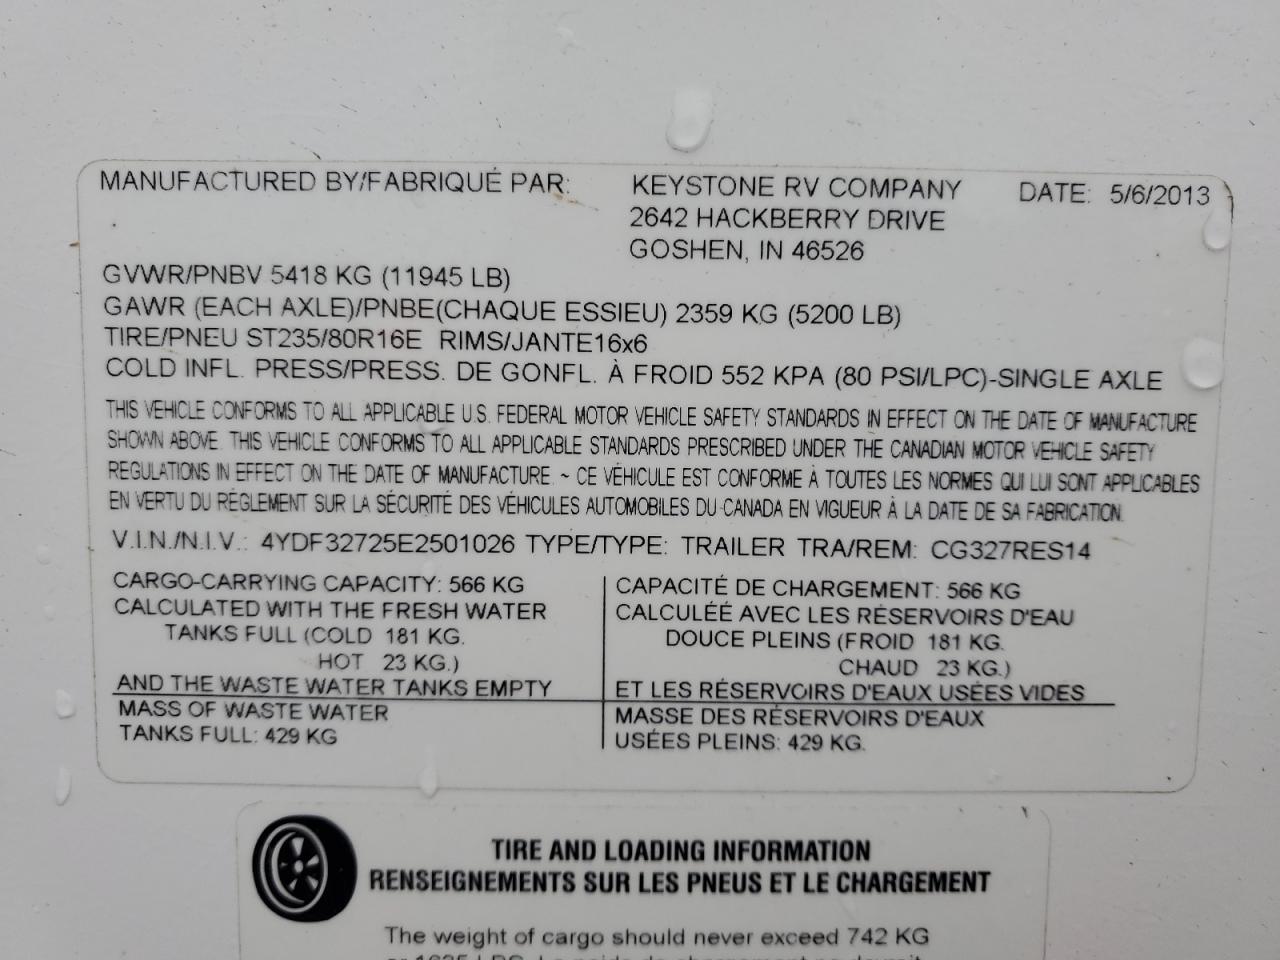 MANUFACTURED BY/FABRIQUÉ PAR: KEYSTONE RV COMPANY DATE: 5/6/2013
2642 HACKBERRY DRIVE
GOSHEN, IN 46526
GVWR/PNBV 5418 KG (11945 LB)
GAWR (EACH AXLE)/PNBE(CHAQUE ESSIEU) 2359 KG (5200 LB)
TIRE/PNEU ST235/80R16E RIMS/JANTE16x6
COLD INFL. PRESS/PRESS. DE GONFL. À FROID 552 KPA (80 PSI/LPC)-SINGLE AXLE
THIS VEHICLE CONFORMS TO ALL APPLICABLE U.S. FEDERAL MOTOR VEHICLE SAFETY STANDARDS IN EFFECT ON THE DATE OF MANUFACTURE
SHOWN ABOVE. THIS VEHICLE CONFORMS TO ALL APPLICABLE STANDARDS PRESCRIBED UNDER THE CANADIAN MOTOR VEHICLE SAFETY
REGULATIONS IN EFFECT ON THE DATE OF MANUFACTURE. ~ CE VÉHICULE EST CONFORME À TOUTES LES NORMES QUI LUI SONT APPLICABLES
EN VERTU DU RÈGLEMENT SUR LA SÉCURITÉ DES VÉHICULES AUTOMOBILES DU CANADA EN VIGUEUR À LA DATE DE SA FABRICATION.
V.I.N./N.I.V.: 4YDF32725E2501026 TYPE/TYPE: TRAILER TRA/REM: CG327RES14
CARGO-CARRYING CAPACITY: 566 KG
CALCULATED WITH THE FRESH WATER
TANKS FULL (COLD 181 KG.
HOT 23 KG.)
AND THE WASTE WATER TANKS EMPTY
MASS OF WASTE WATER
TANKS FULL: 429 KG
CAPACITÉ DE CHARGEMENT: 566 KG
CALCULÉÉ AVEC LES RÉSERVOIRS D'EAU
DOUCE PLEINS (FROID 181 KG.
CHAUD 23 KG.)
ET LES RÉSERVOIRS D'EAUX USÉES VIDES
MASSE DES RÉSERVOIRS D'EAUX
USÉES PLEINS: 429 KG.
TIRE AND LOADING INFORMATION
RENSEIGNEMENTS SUR LES PNEUS ET LE CHARGEMENT
The weight of cargo should never exceed 742 KG